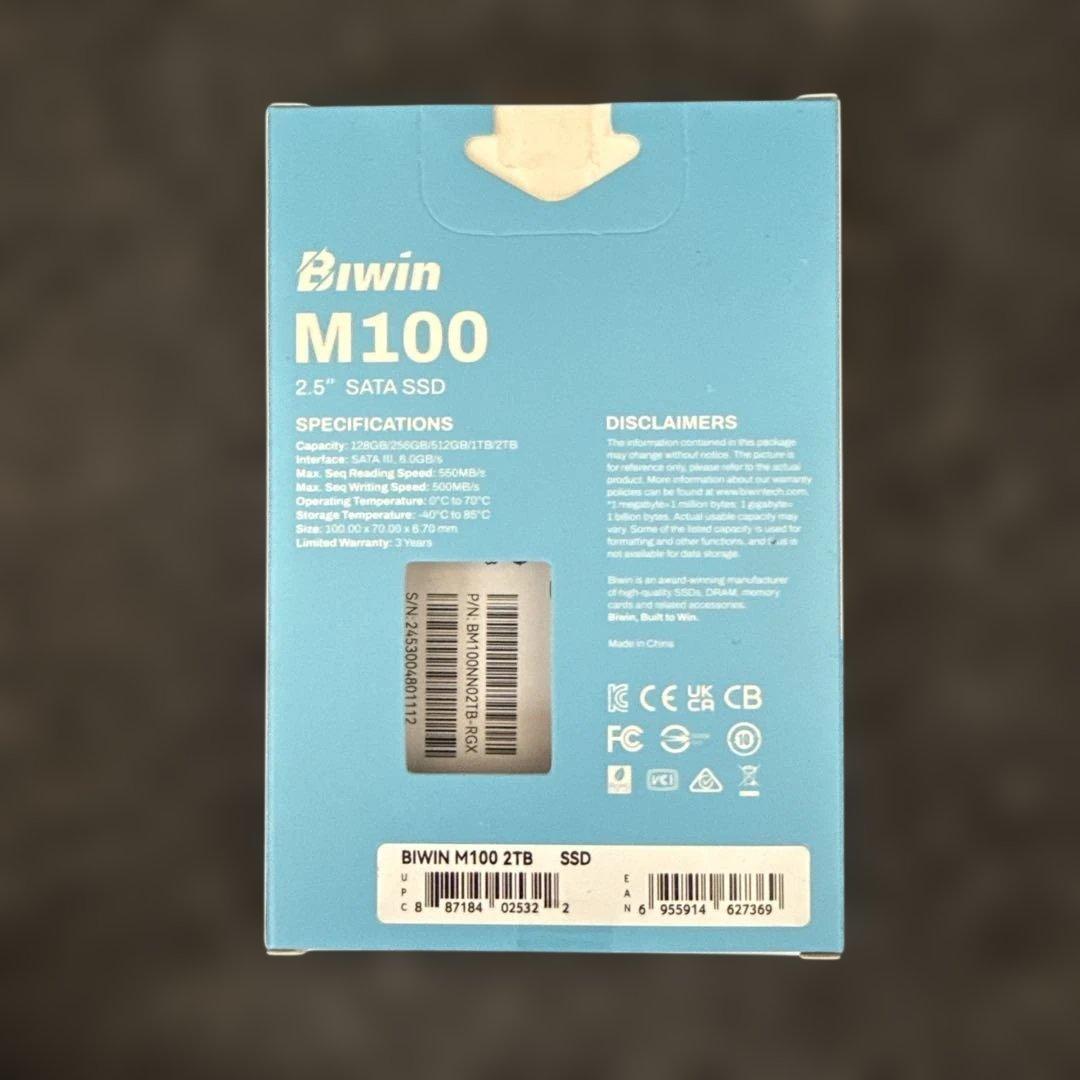 Biwin
M100
2.5" SATA SSD
SPECIFICATIONS
Capacity: 128GB/256GB/512GB/1TB/2TB
Interface: SATA III, 6.0GB/s
Max. Seq Reading Speed: 550MB/s
Max. Seq Writing Speed: 500MB/s
Operating Temperature: 0°C to 70°C
Storage Temperature: -40°C to 85°C
Size: 100.00 x 70.00 x 6.70 mm
Limited Warranty: 3 Years
DISCLAIMERS
The information contained in this package
may change without notice. The picture is
for reference only, please refer to the actual
product. More information about our warranty
policies can be found at www.biwintech.com.
*1 megabyte=1 million bytes; 1 gigabyte=
1 billion bytes. Actual usable capacity may
vary. Some of the listed capacity is used for
formatting and other functions, and thus is
not available for data storage.
Biwin is an award-winning manufacturer
of high-quality SSDs, DRAM, memory
cards and related accessories.
Biwin, Built to Win.
Made in China
P/N: BM100NN02TB-RGX
S/N: 2453004801112
CE UK CA CB
FC 10
VCI
BIWIN M100 2TB SSD
UPC 8 87184 02532 2
EAN 6 955914 627369